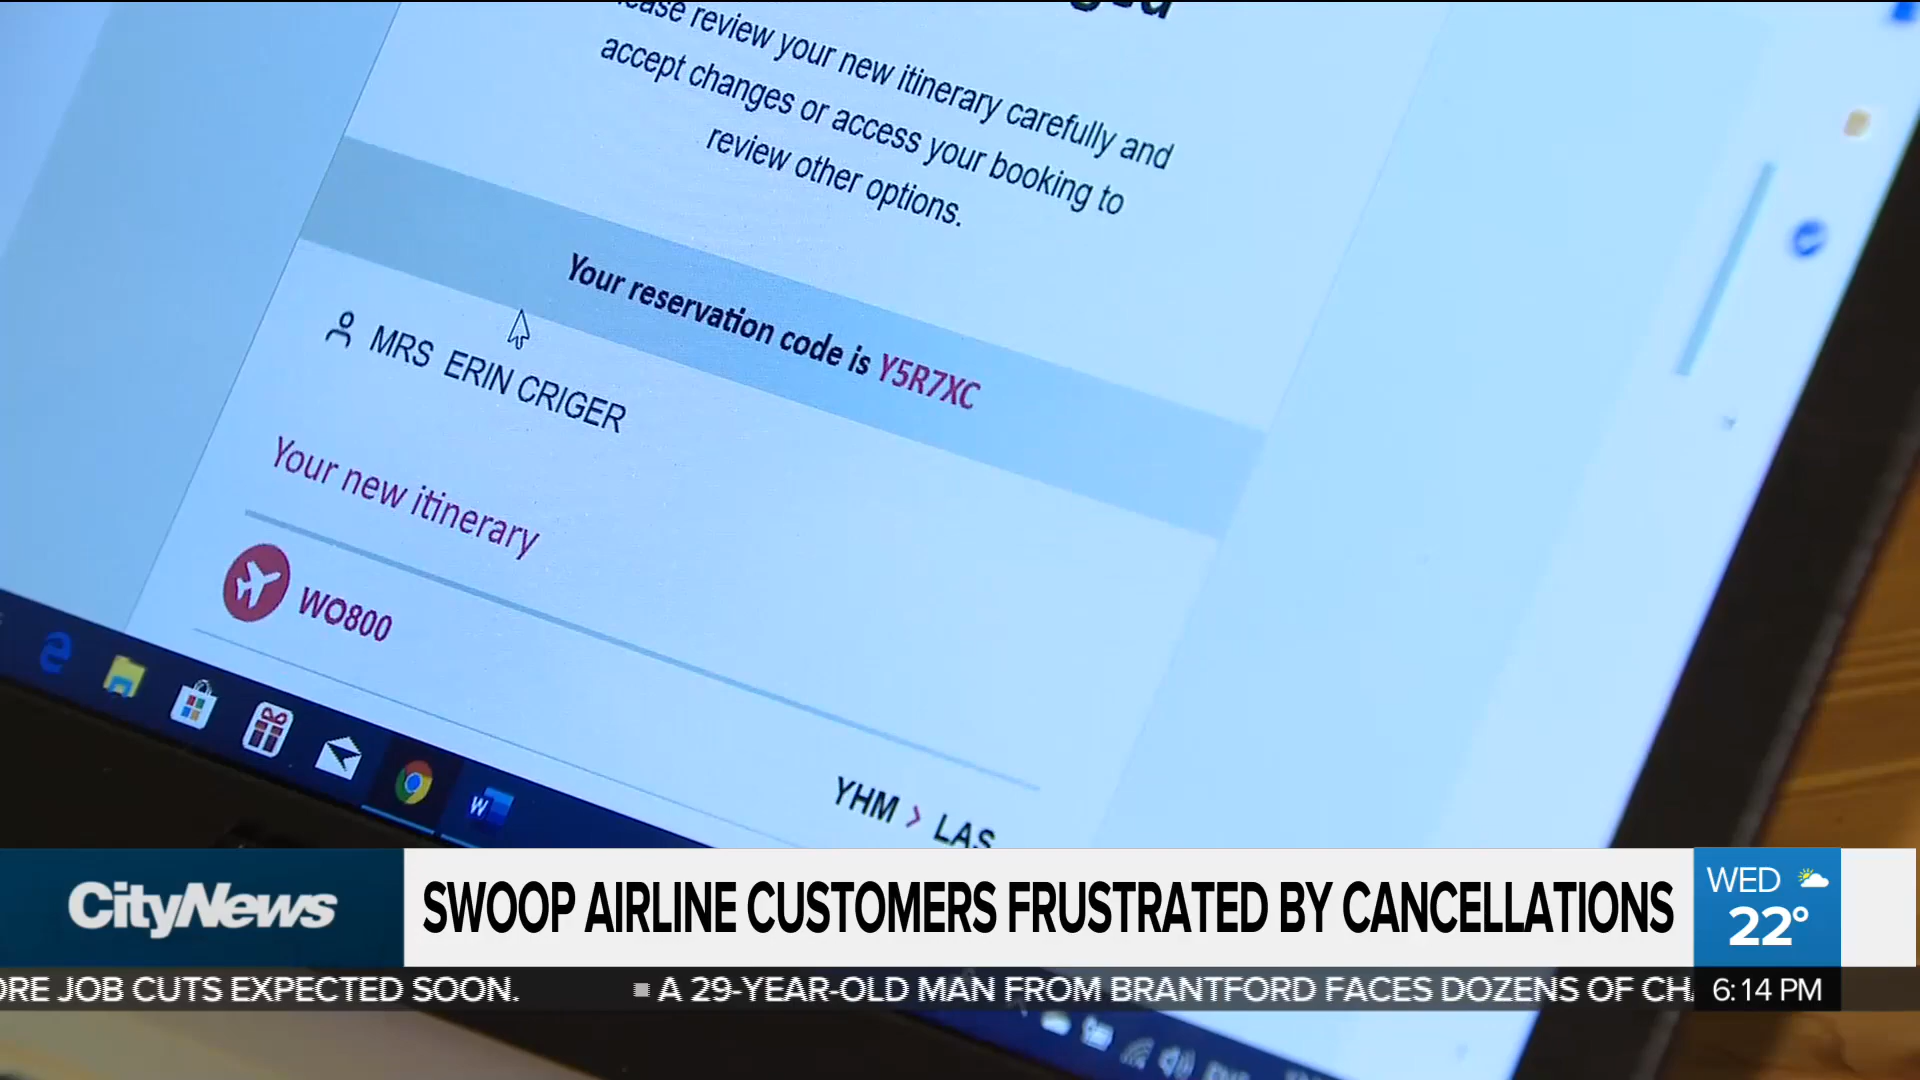 review your new itinerary carefully and
accept changes or access your booking to
review other options.
Your reservation code is Y5R7XC
MRS ERIN CRIGER
Your new itinerary
WO800
YHM > LAS
CityNews
SWOOP AIRLINE CUSTOMERS FRUSTRATED BY CANCELLATIONS
WED
22°
ORE JOB CUTS EXPECTED SOON. ■ A 29-YEAR-OLD MAN FROM BRANTFORD FACES DOZENS OF CH
6:14 PM